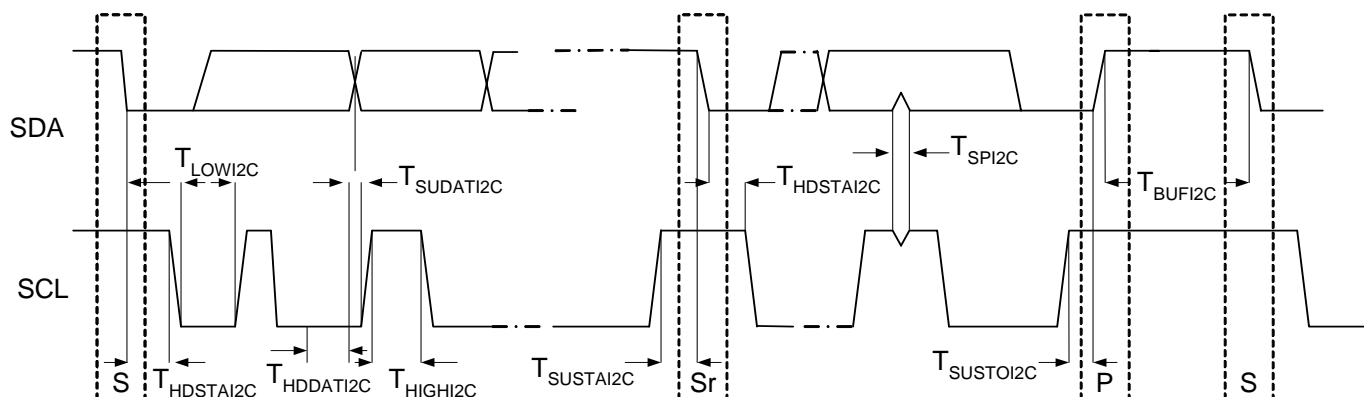 SDA
T_LOWI2C
T_SUDATI2C
T_HDSTAI2C
T_SPI2C
T_BUFI2C
SCL
S
T_HDSTAI2C
T_HDDATI2C
T_HIGHI2C
T_SUSTAI2C
Sr
T_SUSTOI2C
P
S